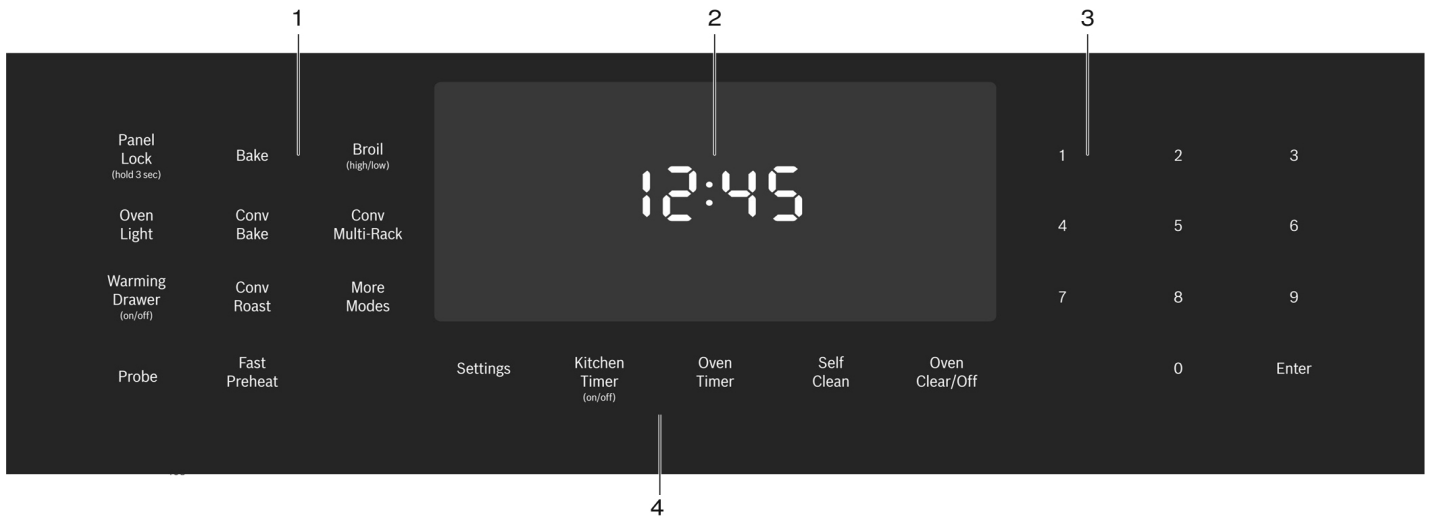 1
2
3
Panel
Lock
(hold 3 sec)
Bake
Broil
(high/low)
Oven
Light
Conv
Bake
Conv
Multi-Rack
Warming
Drawer
(on/off)
Conv
Roast
More
Modes
Probe
Fast
Preheat
12:45
Settings
Kitchen
Timer
(on/off)
Oven
Timer
Self
Clean
Oven
Clear/Off
1 2 3
4 5 6
7 8 9
0 Enter
4